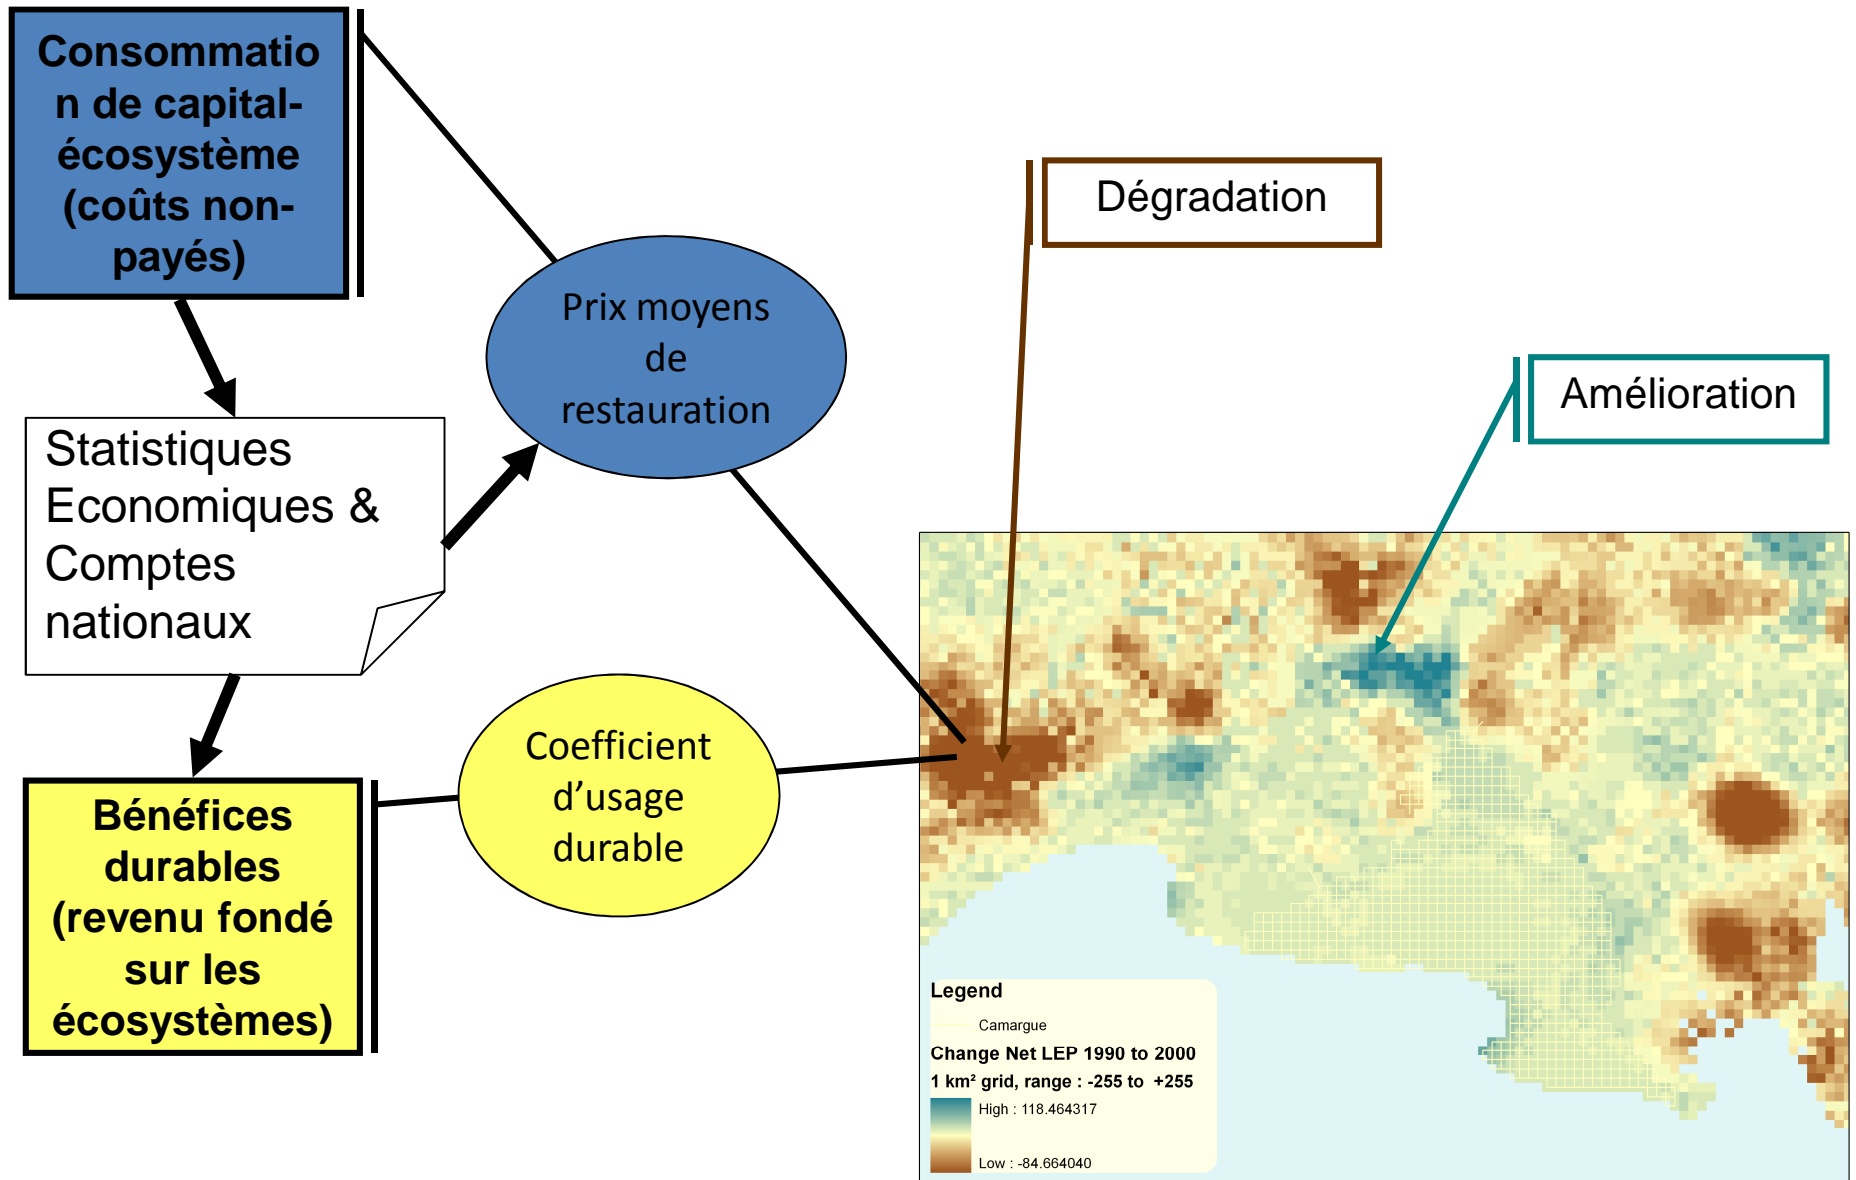 Consommatio
n de capital-
écosystème
(coûts non-
payés)
Prix moyens
de
restauration
Dégradation
Amélioration
Statistiques
Economiques &
Comptes
nationaux
Coefficient
d’usage
durable
Bénéfices
durables
(revenu fondé
sur les
écosystèmes)
Legend
Camargue
Change Net LEP 1990 to 2000
1 km² grid, range : -255 to +255
High : 118.464317
Low : -84.664040